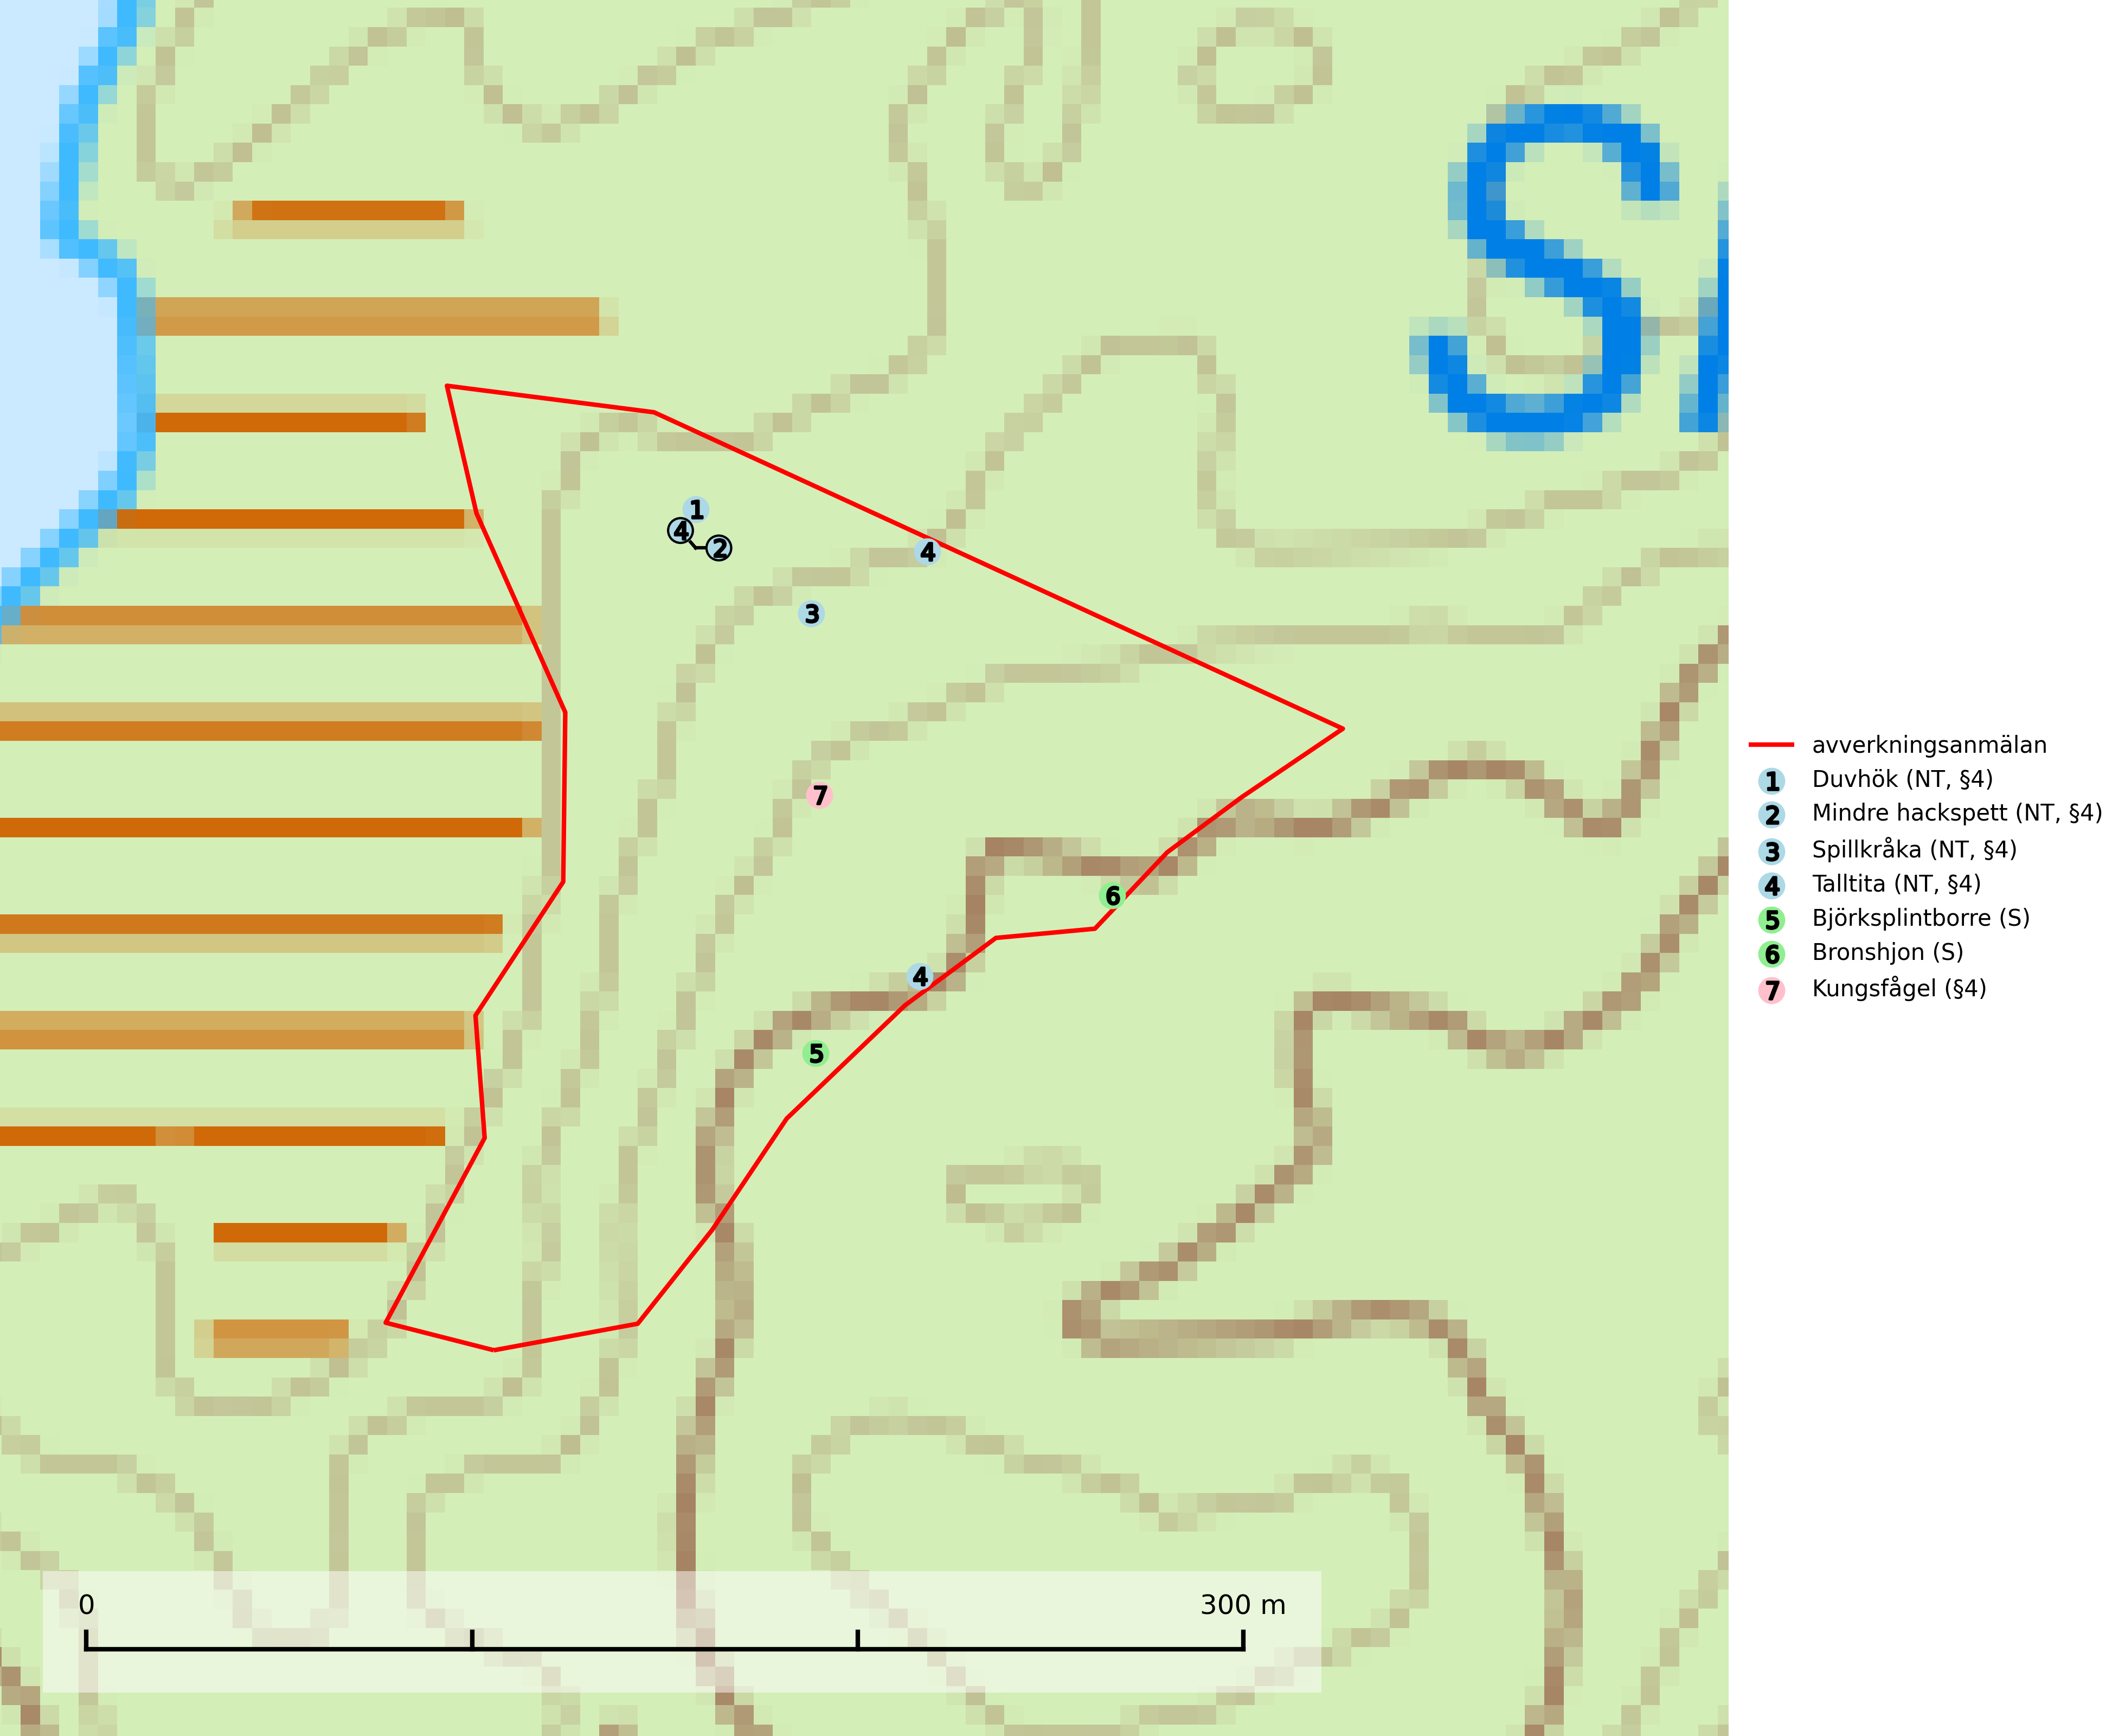 S
1
4
2
4
3
7
6
4
5
avverkningsanmälan
1 Duvhök (NT, §4)
2 Mindre hackspett (NT, §4)
3 Spillkråka (NT, §4)
4 Talltita (NT, §4)
5 Björksplintborre (S)
6 Bronshjon (S)
7 Kungsfågel (§4)
0 300 m